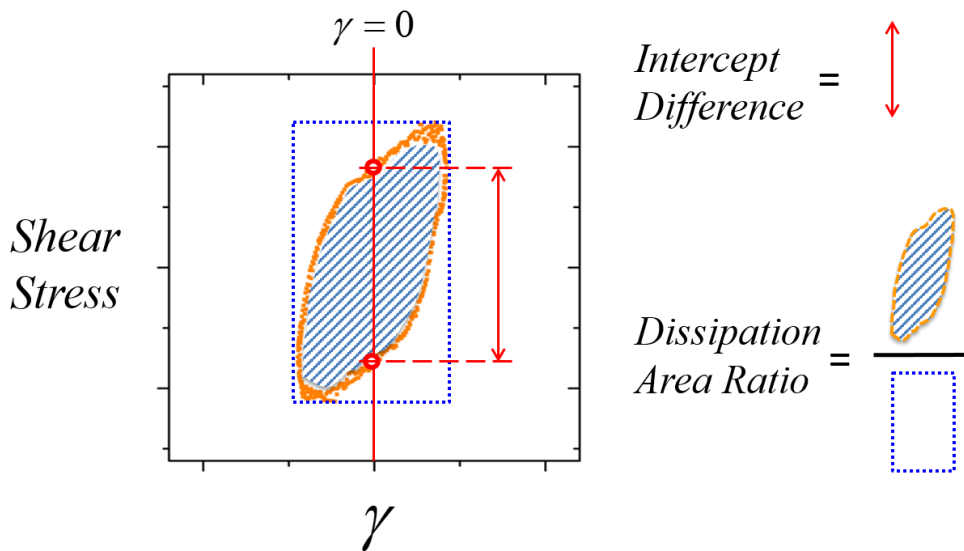 γ = 0
Intercept
Difference
=
Shear
Stress
Dissipation
Area Ratio
=
γ